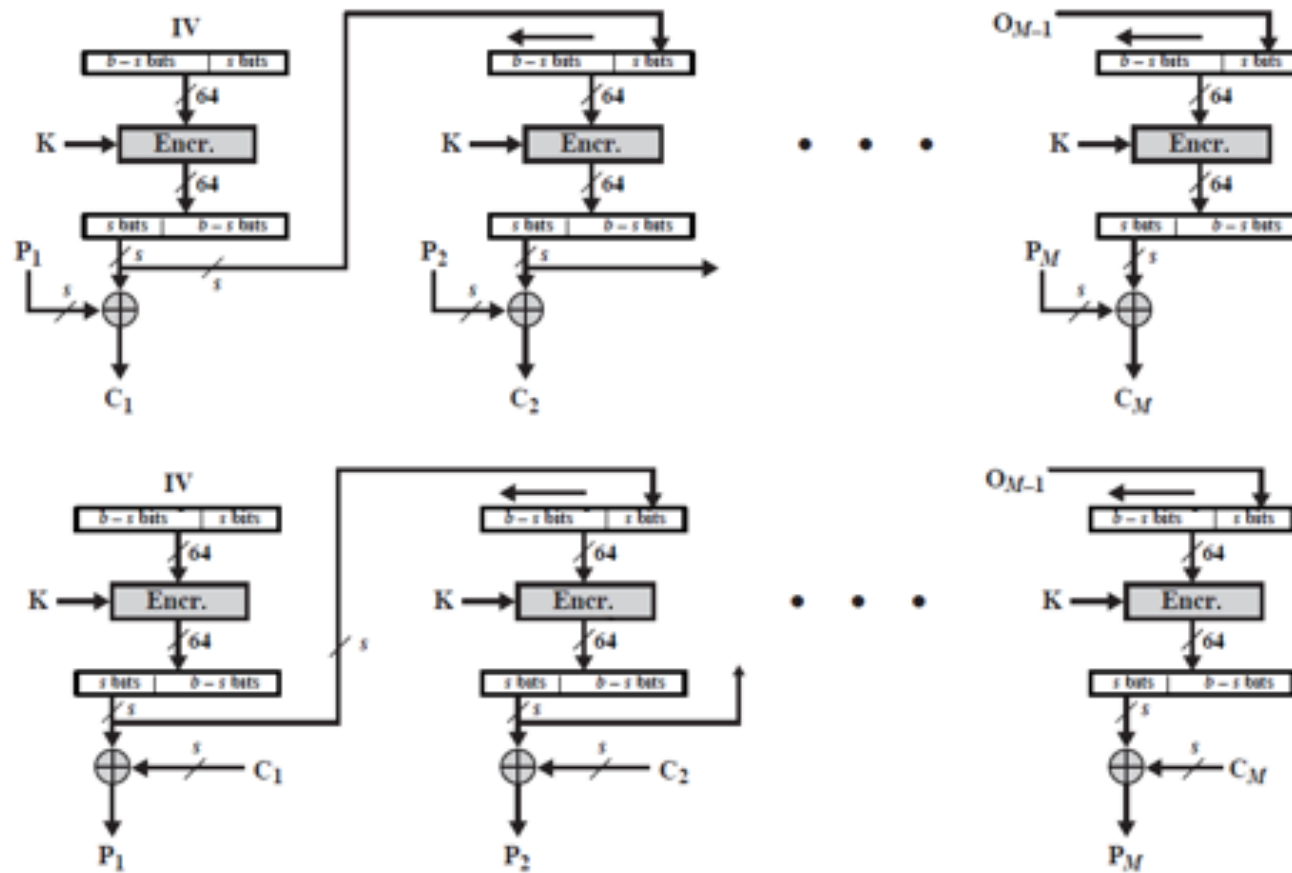 IV O_{M-1}
b – s bits s bits b – s bits s bits b – s bits s bits
64 64 64
K Encr. K Encr. K Encr.
64 64 64
s bits b – s bits s bits b – s bits s bits b – s bits
P_1 s s P_2 s P_M s
s s s
C_1 C_2 C_M
IV O_{M-1}
b – s bits s bits b – s bits s bits b – s bits s bits
64 64 64
K Encr. K Encr. K Encr.
64 s 64 64
s bits b – s bits s bits b – s bits s bits b – s bits
s s s
s C_1 s C_2 s C_M
P_1 P_2 P_M